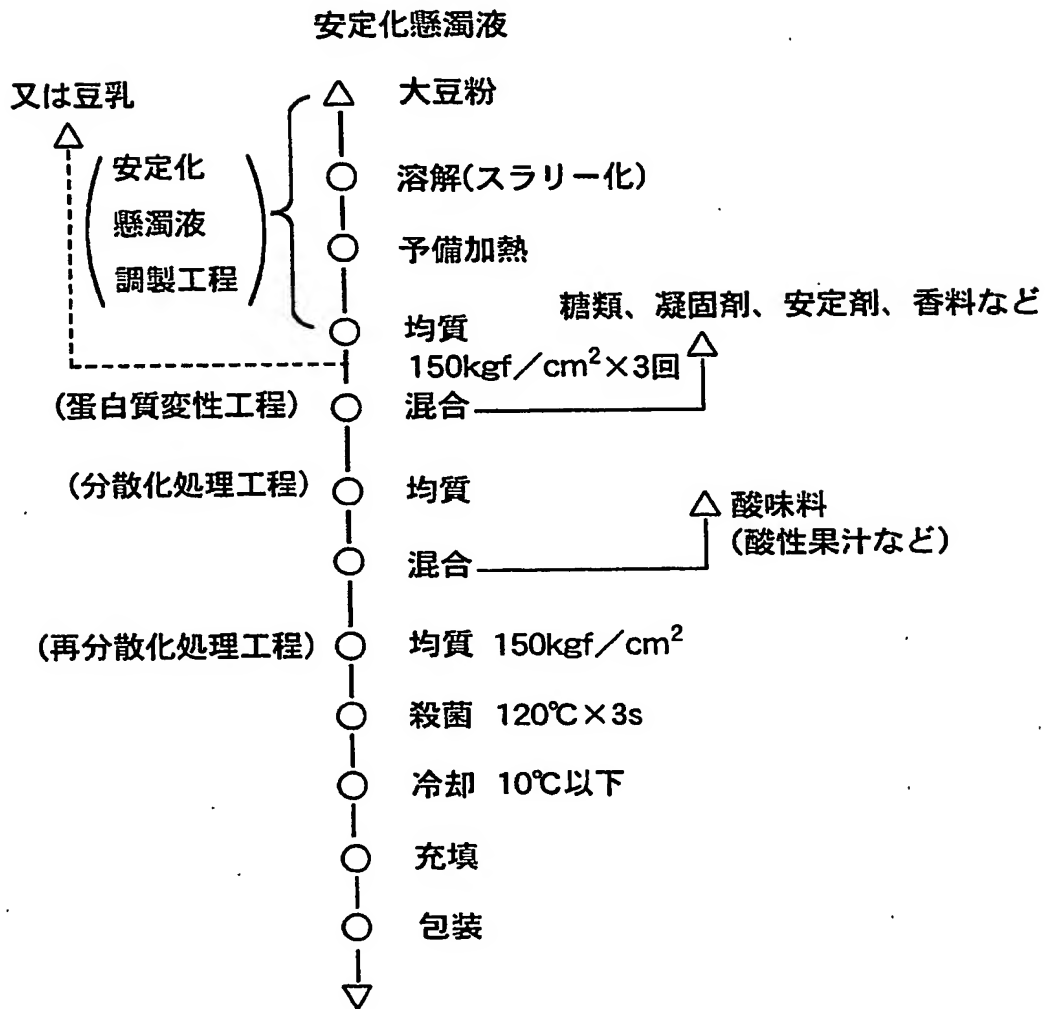 安定化懸濁液
又は豆乳
大豆粉
安定化
懸濁液
調製工程
溶解(スラリー化)
予備加熱
均質
150kgf/cm²×3回
糖類、凝固剤、安定剤、香料など
(蛋白質変性工程)
混合
(分散化処理工程)
均質
酸味料
(酸性果汁など)
混合
(再分散化処理工程)
均質 150kgf/cm²
殺菌 120℃×3s
冷却 10℃以下
充填
包装